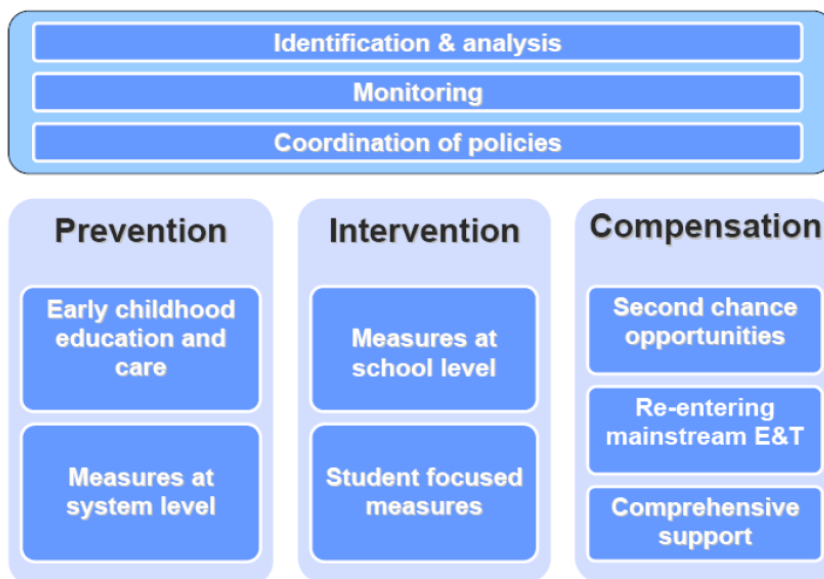 Identification & analysis
Monitoring
Coordination of policies
Prevention
Early childhood
education and
care
Measures at
system level
Intervention
Measures at
school level
Student focused
measures
Compensation
Second chance
opportunities
Re-entering
mainstream E&T
Comprehensive
support